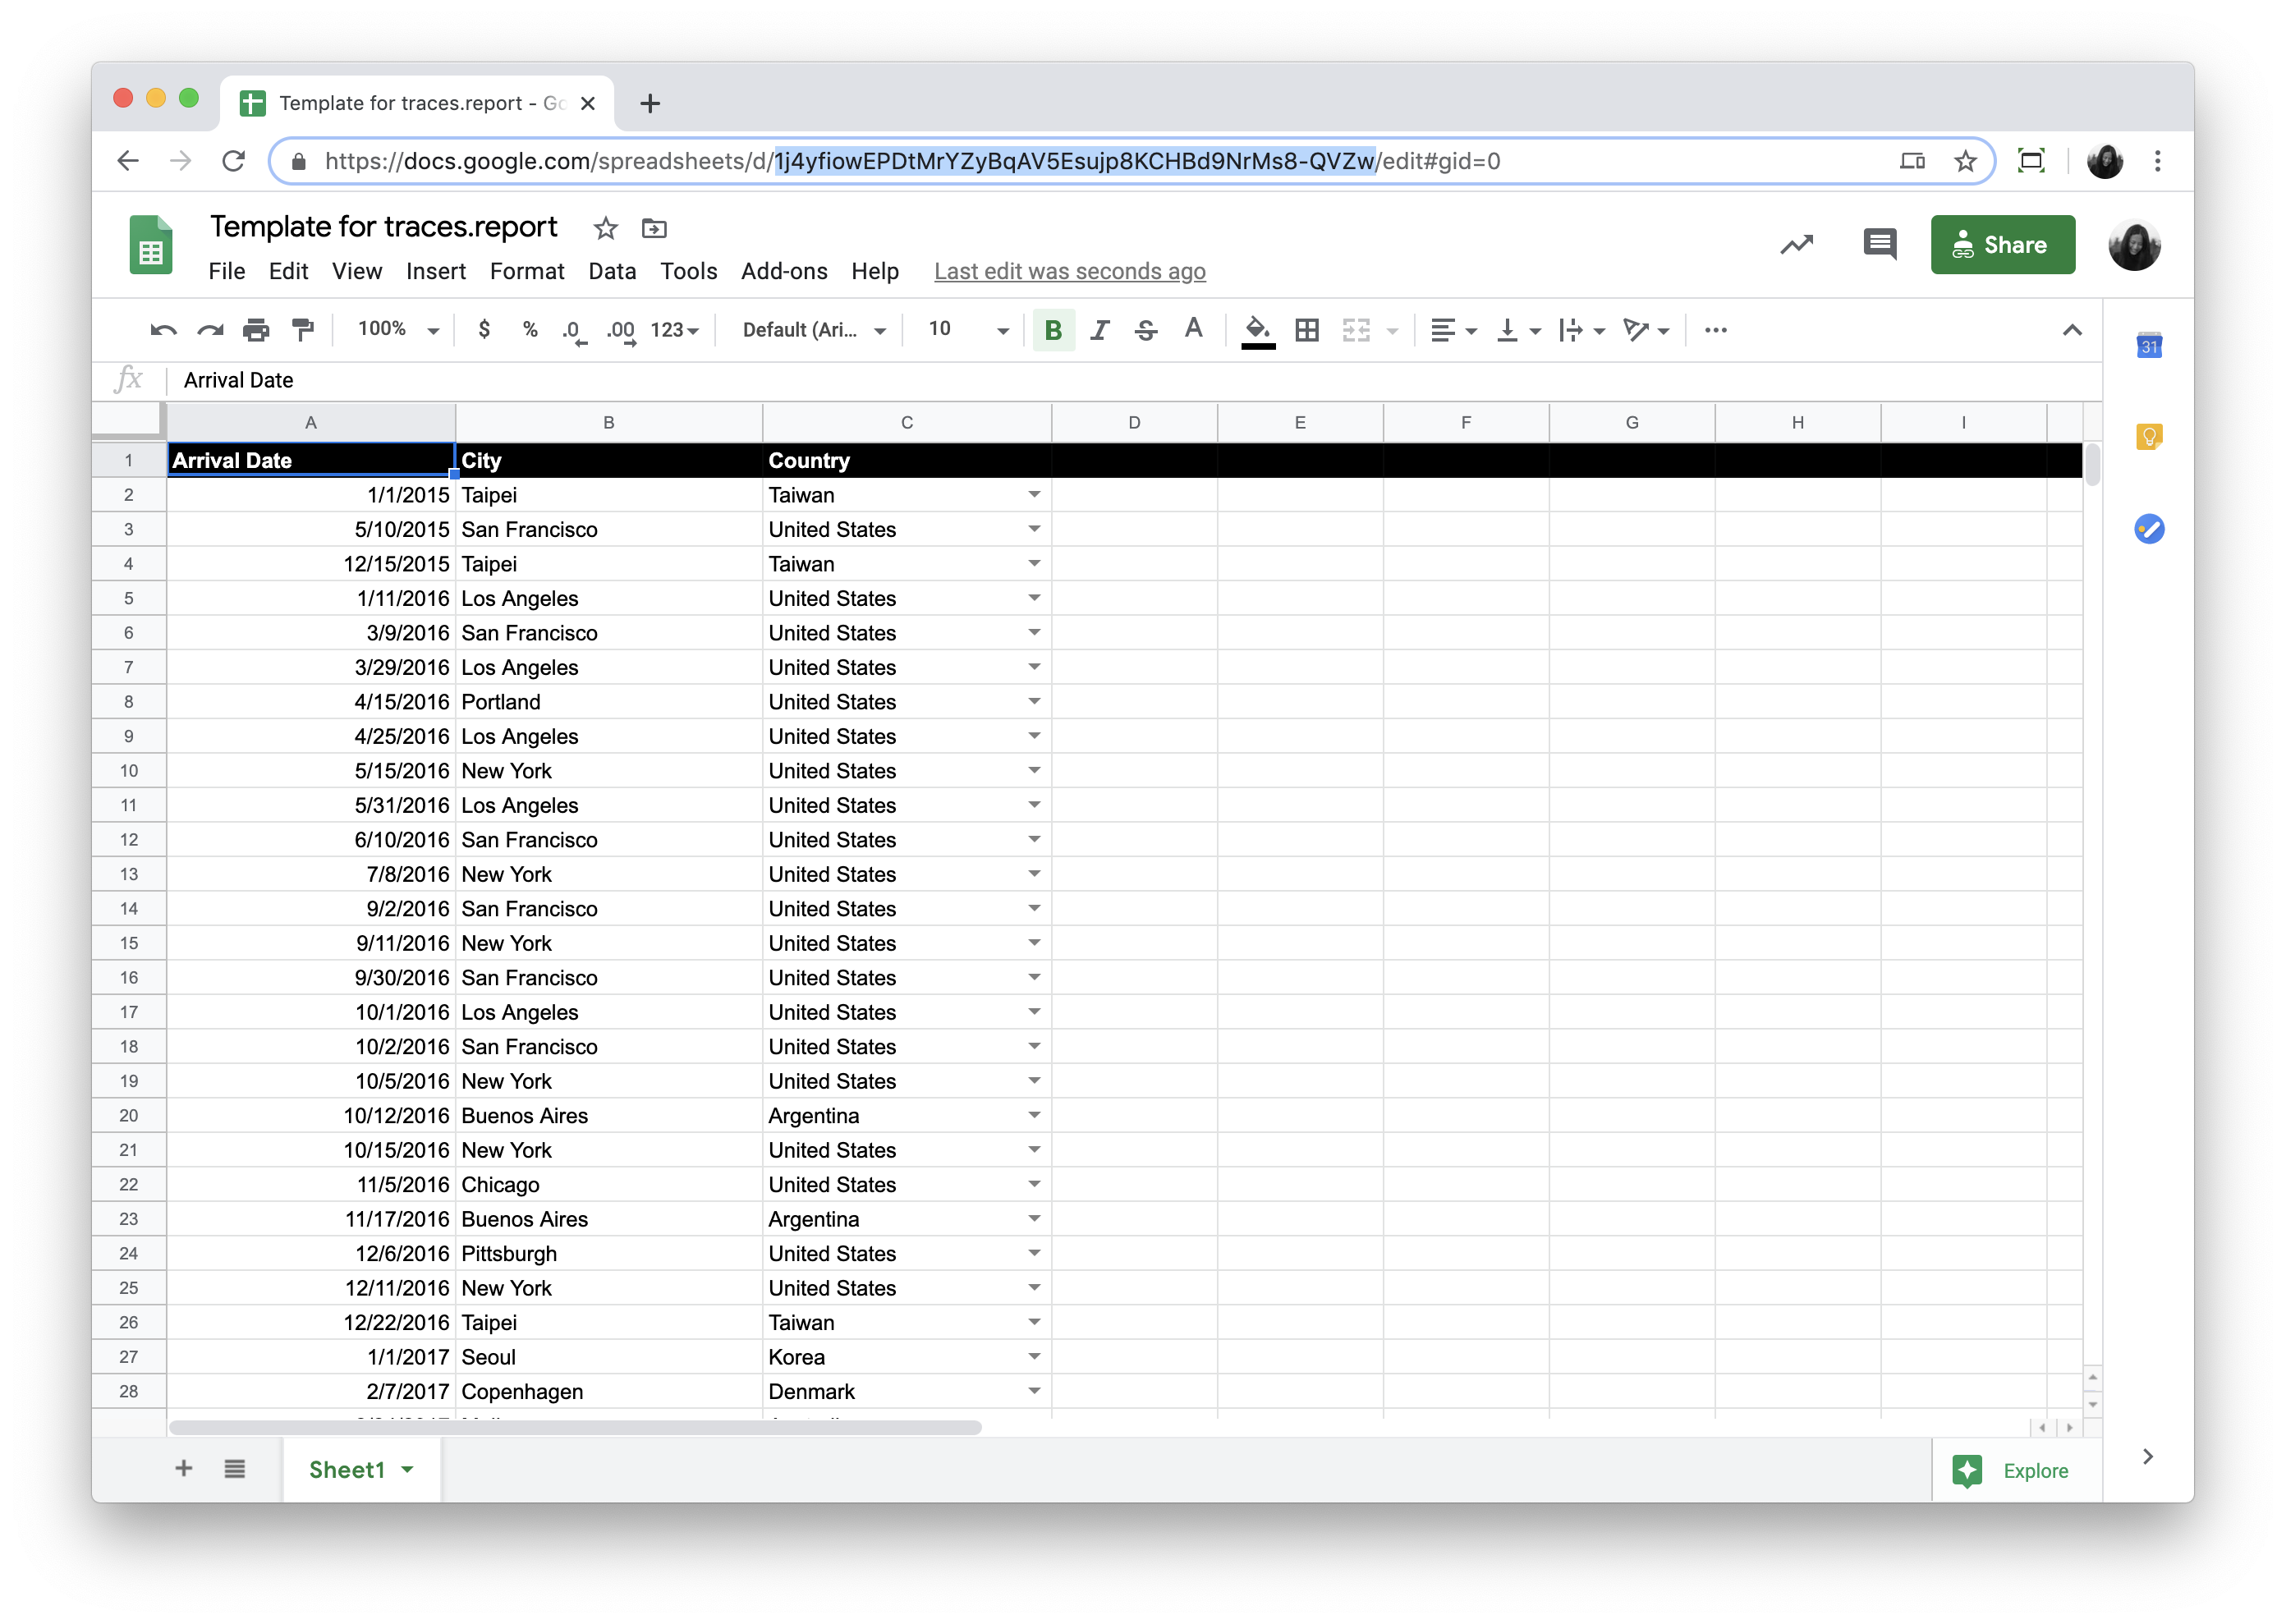 Template for traces.report - Go
https://docs.google.com/spreadsheets/d/1j4yfiowEPDtMrYZyBqAV5Esujp8KCHBd9NrMs8-QVZw/edit#gid=0
Template for traces.report
File Edit View Insert Format Data Tools Add-ons Help Last edit was seconds ago
Share
100% $ % .0 .00 123 Default (Ari... 10 B I S A
31
fx Arrival Date
A B C D E F G H I
1 Arrival Date City Country
2 1/1/2015 Taipei Taiwan
3 5/10/2015 San Francisco United States
4 12/15/2015 Taipei Taiwan
5 1/11/2016 Los Angeles United States
6 3/9/2016 San Francisco United States
7 3/29/2016 Los Angeles United States
8 4/15/2016 Portland United States
9 4/25/2016 Los Angeles United States
10 5/15/2016 New York United States
11 5/31/2016 Los Angeles United States
12 6/10/2016 San Francisco United States
13 7/8/2016 New York United States
14 9/2/2016 San Francisco United States
15 9/11/2016 New York United States
16 9/30/2016 San Francisco United States
17 10/1/2016 Los Angeles United States
18 10/2/2016 San Francisco United States
19 10/5/2016 New York United States
20 10/12/2016 Buenos Aires Argentina
21 10/15/2016 New York United States
22 11/5/2016 Chicago United States
23 11/17/2016 Buenos Aires Argentina
24 12/6/2016 Pittsburgh United States
25 12/11/2016 New York United States
26 12/22/2016 Taipei Taiwan
27 1/1/2017 Seoul Korea
28 2/7/2017 Copenhagen Denmark
Sheet1
Explore